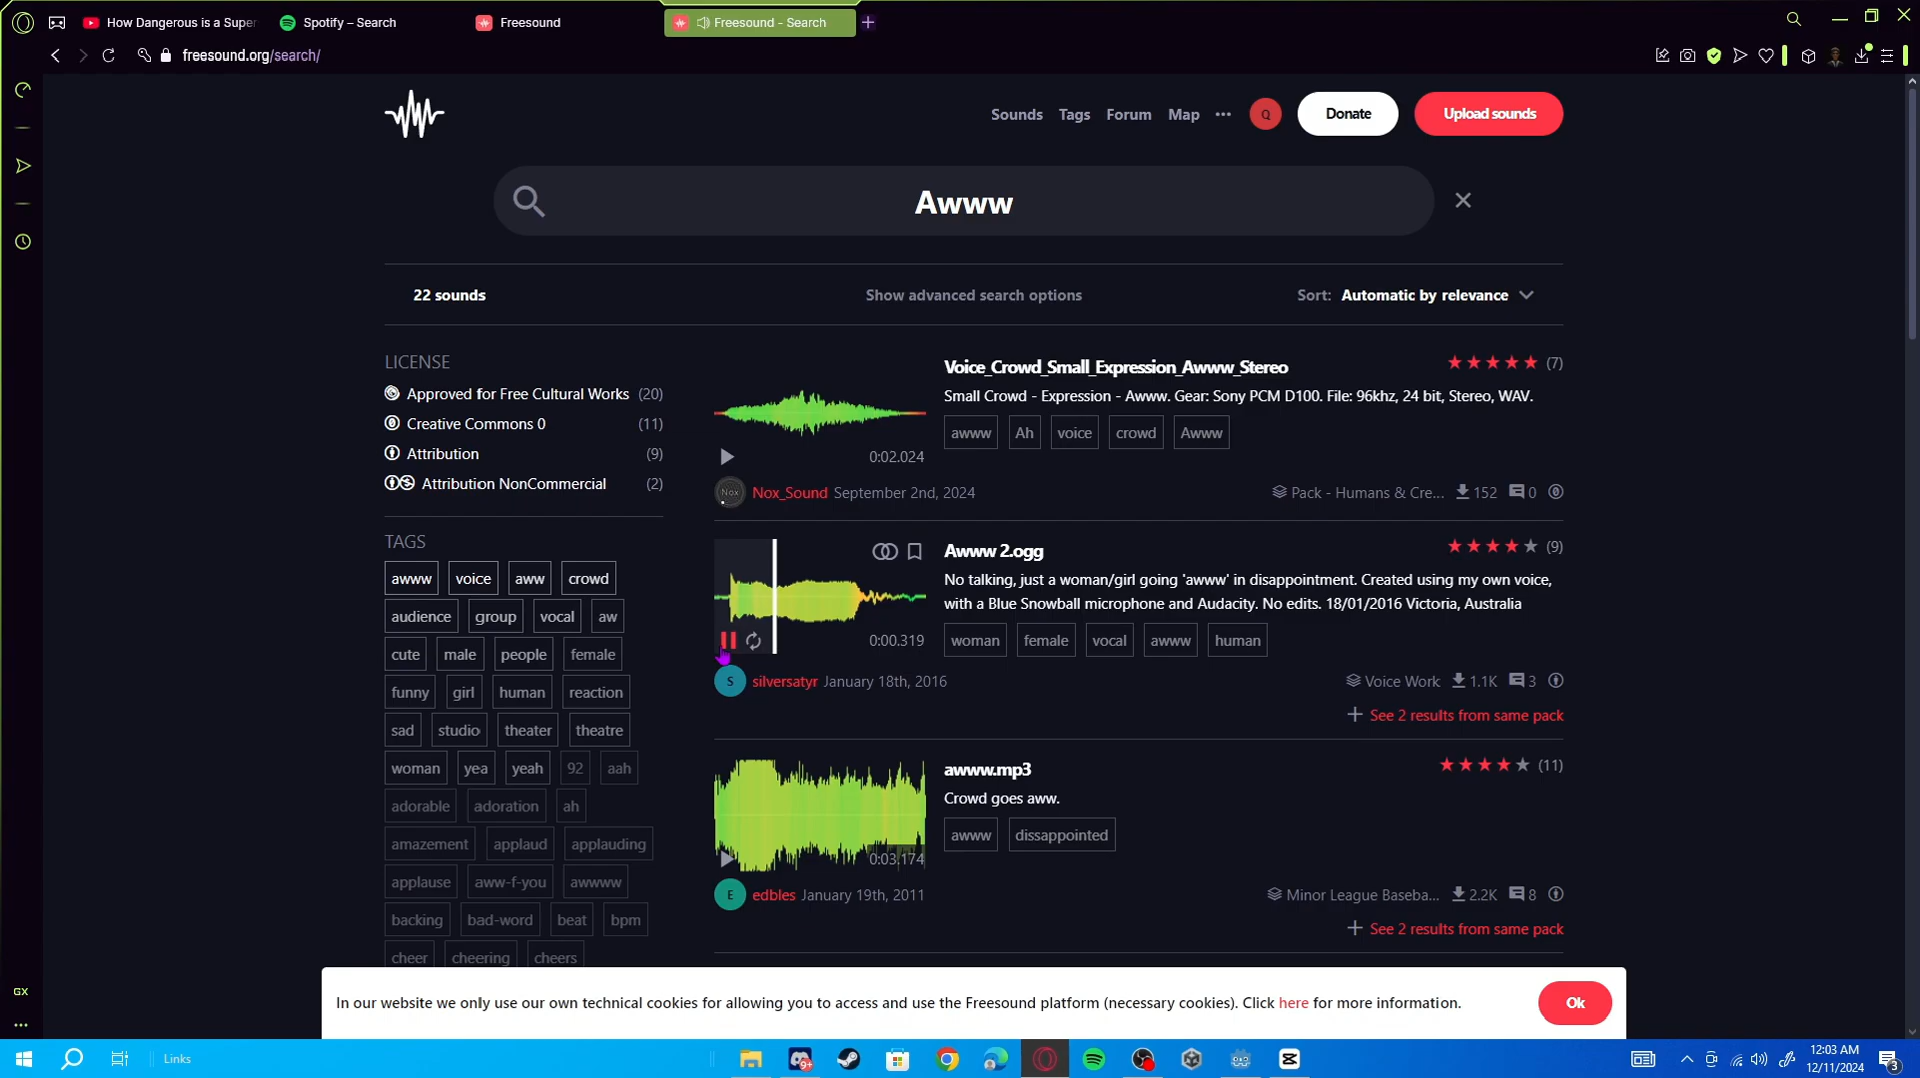 How Dangerous is a Super
Spotify – Search
Freesound
Freesound - Search
freesound.org/search/
Sounds Tags Forum Map ••• Q Donate Upload sounds
Awww
22 sounds
Show advanced search options
Sort: Automatic by relevance
LICENSE
Approved for Free Cultural Works (20)
Creative Commons 0 (11)
Attribution (9)
Attribution NonCommercial (2)
TAGS
awww voice aww crowd
audience group vocal aw
cute male people female
funny girl human reaction
sad studio theater theatre
woman yea yeah 92 aah
adorable adoration ah
amazement applaud applauding
applause aww-f-you awwww
backing bad-word beat bpm
cheer cheering cheers
Voice_Crowd_Small_Expression_Awww_Stereo (7)
Small Crowd - Expression - Awww. Gear: Sony PCM D100. File: 96khz, 24 bit, Stereo, WAV.
awww Ah voice crowd Awww
0:02.024
Nox Nox_Sound September 2nd, 2024
Pack - Humans & Cre... 152 0
Awww 2.ogg (9)
No talking, just a woman/girl going 'awww' in disappointment. Created using my own voice,
with a Blue Snowball microphone and Audacity. No edits. 18/01/2016 Victoria, Australia
0:00.319
woman female vocal awww human
S silversatyr January 18th, 2016
Voice Work 1.1K 3
+ See 2 results from same pack
awww.mp3 (11)
Crowd goes aww.
awww dissappointed
0:03.174
E edbles January 19th, 2011
Minor League Baseba... 2.2K 8
+ See 2 results from same pack
In our website we only use our own technical cookies for allowing you to access and use the Freesound platform (necessary cookies). Click here for more information.
Ok
GX
Links
9+
12:03 AM
12/11/2024
3